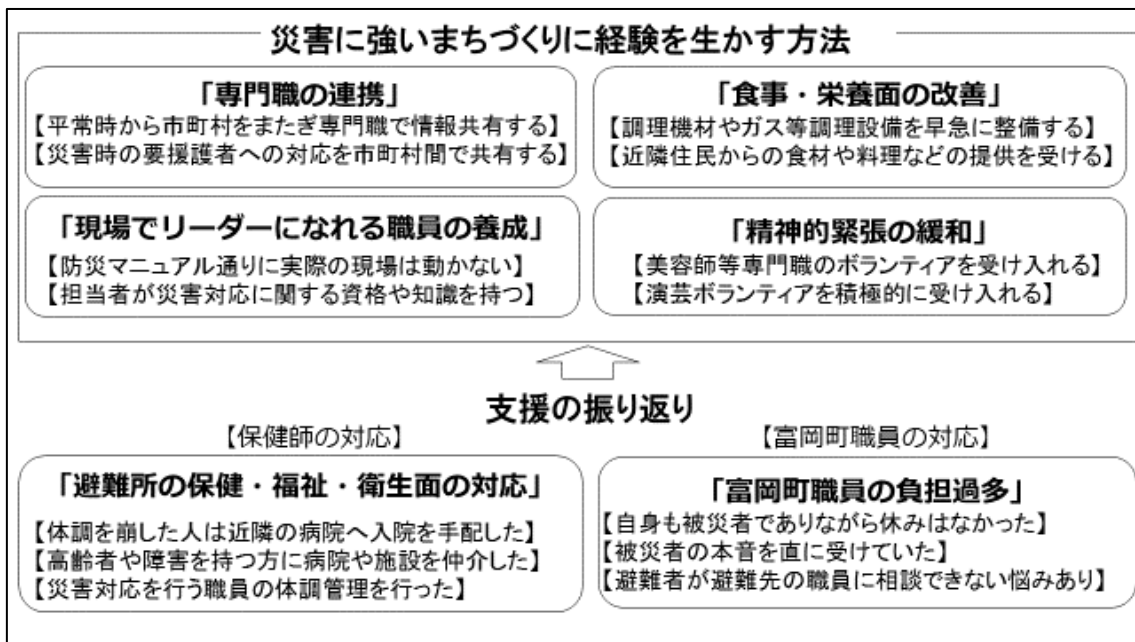 災害に強いまちづくりに経験を生かす方法
「専門職の連携」
【平常時から市町村をまたぎ専門職で情報共有する】
【災害時の要援護者への対応を市町村間で共有する】
「食事・栄養面の改善」
【調理機材やガス等調理設備を早急に整備する】
【近隣住民からの食材や料理などの提供を受ける】
「現場でリーダーになれる職員の養成」
【防災マニュアル通りに実際の現場は動かない】
【担当者が災害対応に関する資格や知識を持つ】
「精神的緊張の緩和」
【美容師等専門職のボランティアを受け入れる】
【演芸ボランティアを積極的に受け入れる】
支援の振り返り
【保健師の対応】
「避難所の保健・福祉・衛生面の対応」
【体調を崩した人は近隣の病院へ入院を手配した】
【高齢者や障害を持つ方に病院や施設を仲介した】
【災害対応を行う職員の体調管理を行った】
【富岡町職員の対応】
「富岡町職員の負担過多」
【自身も被災者でありながら休みはなかった】
【被災者の本音を直に受けていた】
【避難者が避難先の職員に相談できない悩みあり】